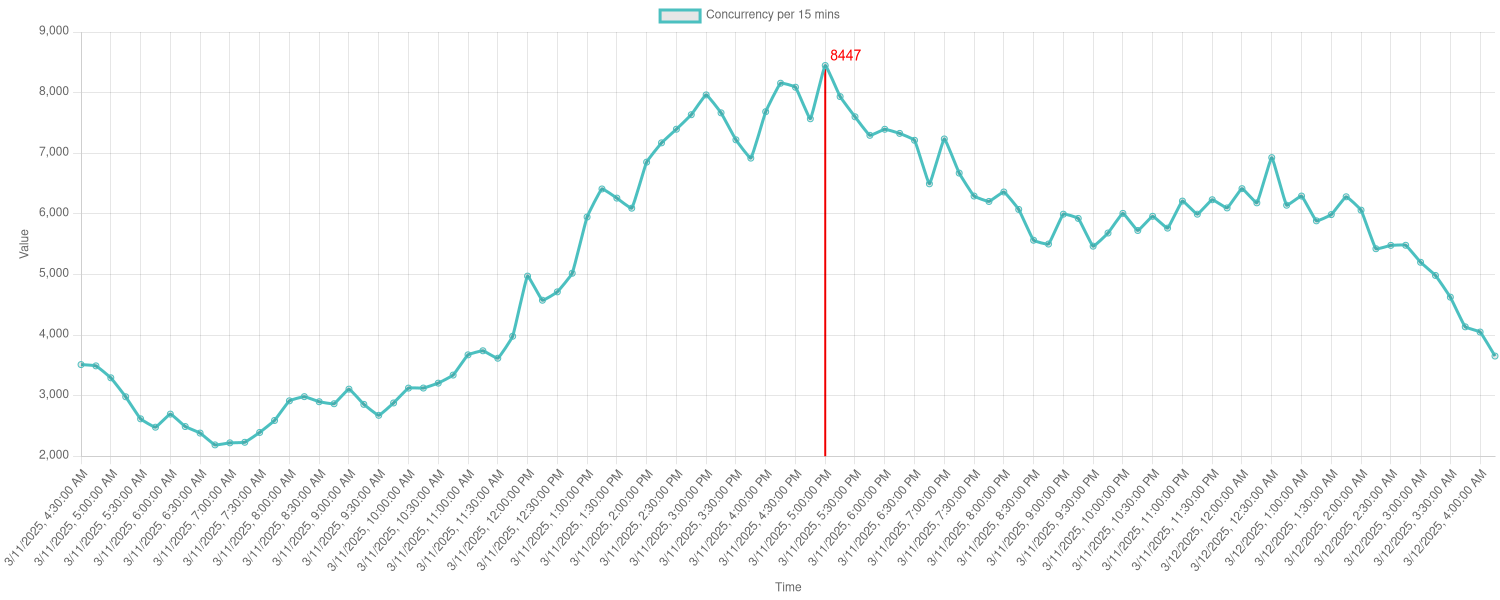 Concurrency per 15 mins
9,000
8447
8,000
7,000
6,000
Value
5,000
4,000
3,000
2,000
3/11/2025, 4:30:00 AM
3/11/2025, 5:00:00 AM
3/11/2025, 5:30:00 AM
3/11/2025, 6:00:00 AM
3/11/2025, 6:30:00 AM
3/11/2025, 7:00:00 AM
3/11/2025, 7:30:00 AM
3/11/2025, 8:00:00 AM
3/11/2025, 8:30:00 AM
3/11/2025, 9:00:00 AM
3/11/2025, 9:30:00 AM
3/11/2025, 10:00:00 AM
3/11/2025, 10:30:00 AM
3/11/2025, 11:00:00 AM
3/11/2025, 11:30:00 AM
3/11/2025, 12:00:00 PM
3/11/2025, 12:30:00 PM
3/11/2025, 1:00:00 PM
3/11/2025, 1:30:00 PM
3/11/2025, 2:00:00 PM
3/11/2025, 2:30:00 PM
3/11/2025, 3:00:00 PM
3/11/2025, 3:30:00 PM
3/11/2025, 4:00:00 PM
3/11/2025, 4:30:00 PM
3/11/2025, 5:00:00 PM
3/11/2025, 5:30:00 PM
3/11/2025, 6:00:00 PM
3/11/2025, 6:30:00 PM
3/11/2025, 7:00:00 PM
3/11/2025, 7:30:00 PM
3/11/2025, 8:00:00 PM
3/11/2025, 8:30:00 PM
3/11/2025, 9:00:00 PM
3/11/2025, 9:30:00 PM
3/11/2025, 10:00:00 PM
3/11/2025, 10:30:00 PM
3/11/2025, 11:00:00 PM
3/11/2025, 11:30:00 PM
3/12/2025, 12:00:00 AM
3/12/2025, 12:30:00 AM
3/12/2025, 1:00:00 AM
3/12/2025, 1:30:00 AM
3/12/2025, 2:00:00 AM
3/12/2025, 2:30:00 AM
3/12/2025, 3:00:00 AM
3/12/2025, 3:30:00 AM
3/12/2025, 4:00:00 AM
Time